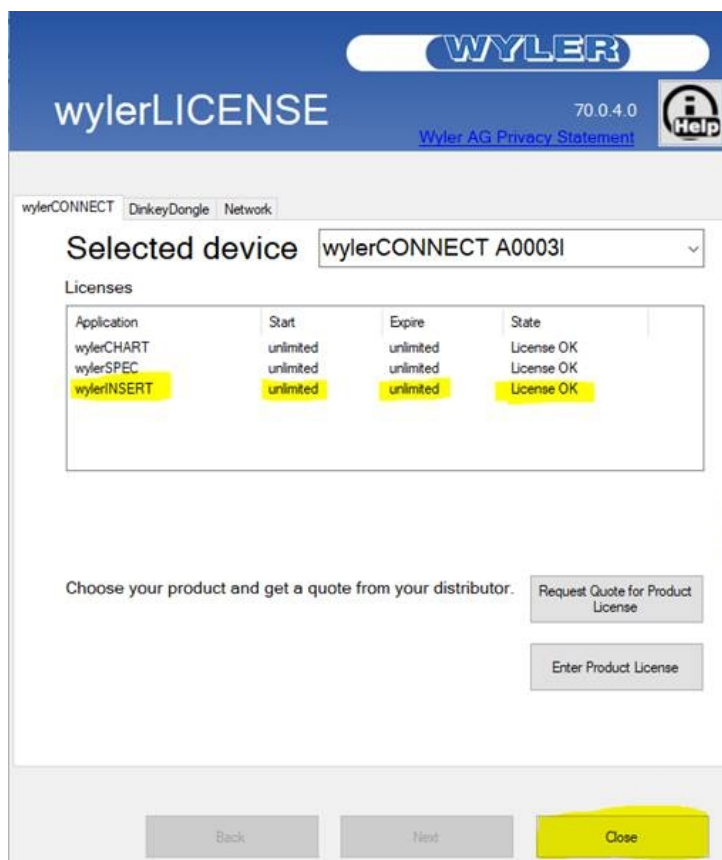 WYLER
wylerLICENSE
70.0.4.0
Wyler AG Privacy Statement
i
Help
wylerCONNECT DinkeyDongle Network
Selected device wylerCONNECT A0003I
Licenses
Application Start Expire State
wylerCHART unlimited unlimited License OK
wylerSPEC unlimited unlimited License OK
wylerINSERT unlimited unlimited License OK
Choose your product and get a quote from your distributor.
Request Quote for Product
License
Enter Product License
Back Next Close